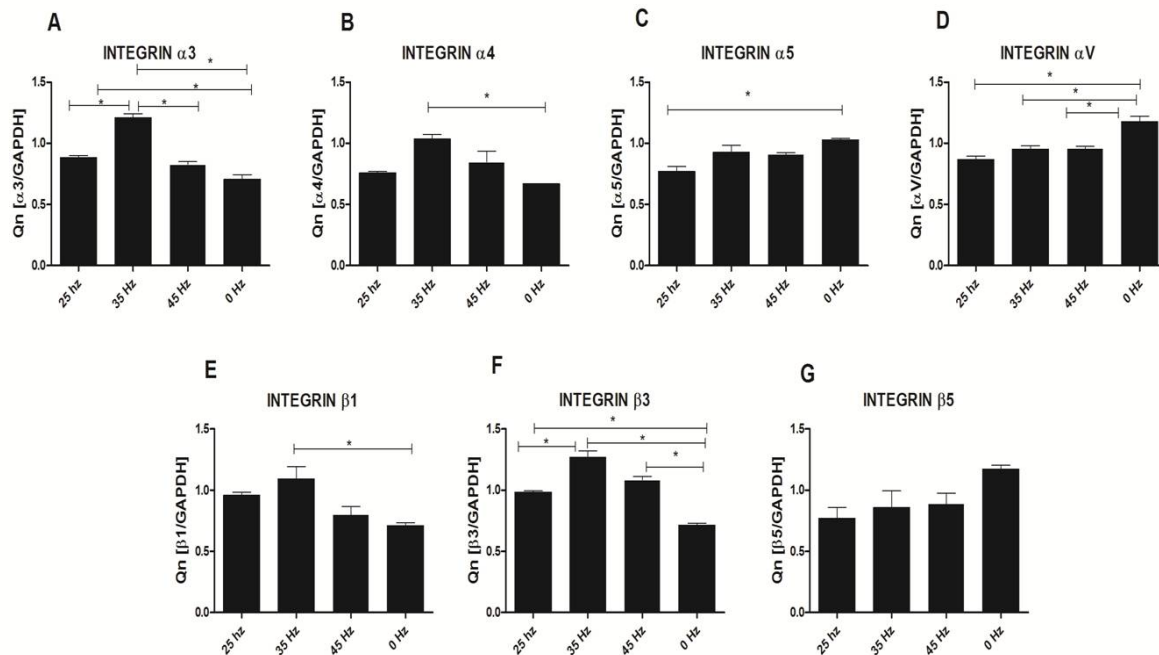 A
INTEGRIN α3
*
*
*
*
Qn [α3/GAPDH]
1.5
1.0
0.5
0.0
25 hz
35 Hz
45 Hz
0 Hz
B
INTEGRIN α4
*
Qn [α4/GAPDH]
1.5
1.0
0.5
0.0
25 hz
35 Hz
45 Hz
0 Hz
C
INTEGRIN α5
*
Qn [α5/GAPDH]
1.5
1.0
0.5
0.0
25 hz
35 Hz
45 Hz
0 Hz
D
INTEGRIN αV
*
*
*
Qn [αV/GAPDH]
1.5
1.0
0.5
0.0
25 hz
35 Hz
45 Hz
0 Hz
E
INTEGRIN β1
*
Qn [β1/GAPDH]
1.5
1.0
0.5
0.0
25 hz
35 Hz
45 Hz
0 Hz
F
INTEGRIN β3
*
*
*
*
Qn [β3/GAPDH]
1.5
1.0
0.5
0.0
25 hz
35 Hz
45 Hz
0 Hz
G
INTEGRIN β5
Qn [β5/GAPDH]
1.5
1.0
0.5
0.0
25 hz
35 Hz
45 Hz
0 Hz